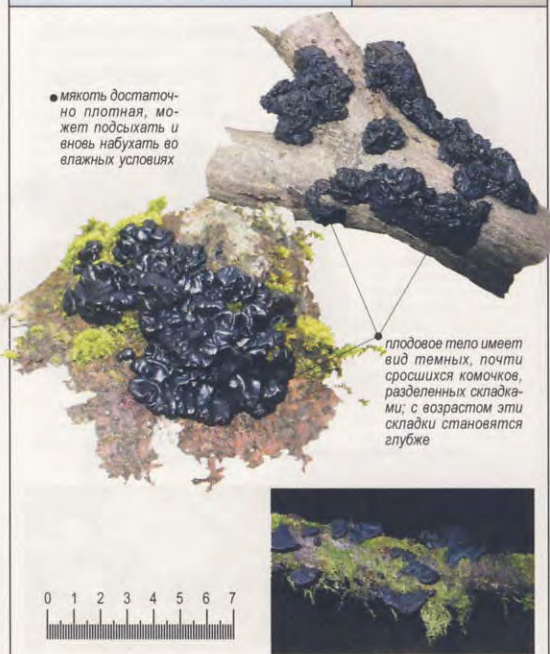 мякоть достаточ-
но плотная, мо-
жет подсыхать и
вновь набухать во
влажных условиях
плодовое тело имеет
вид темных, почти
сросшихся комочков,
разделенных складка-
ми; с возрастом эти
складки становятся
глубже
0 1 2 3 4 5 6 7